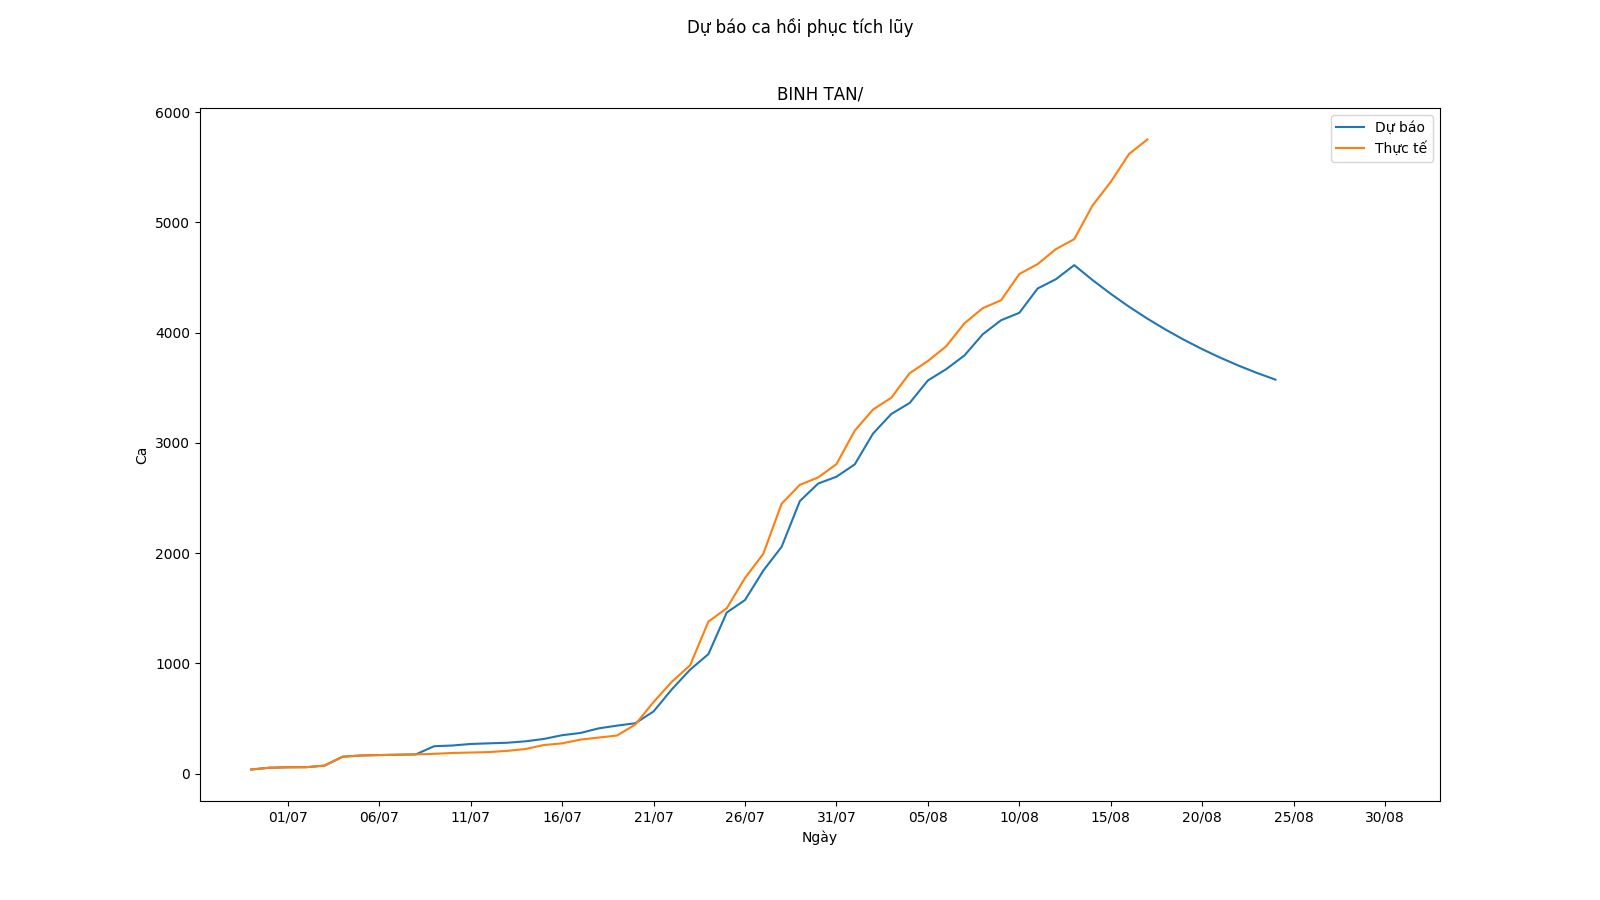 Dự báo ca hồi phục tích lũy
BINH TAN/
Dự báo
Thực tế
6000
5000
4000
3000
2000
1000
0
Ca
01/07 06/07 11/07 16/07 21/07 26/07 31/07 05/08 10/08 15/08 20/08 25/08 30/08
Ngày